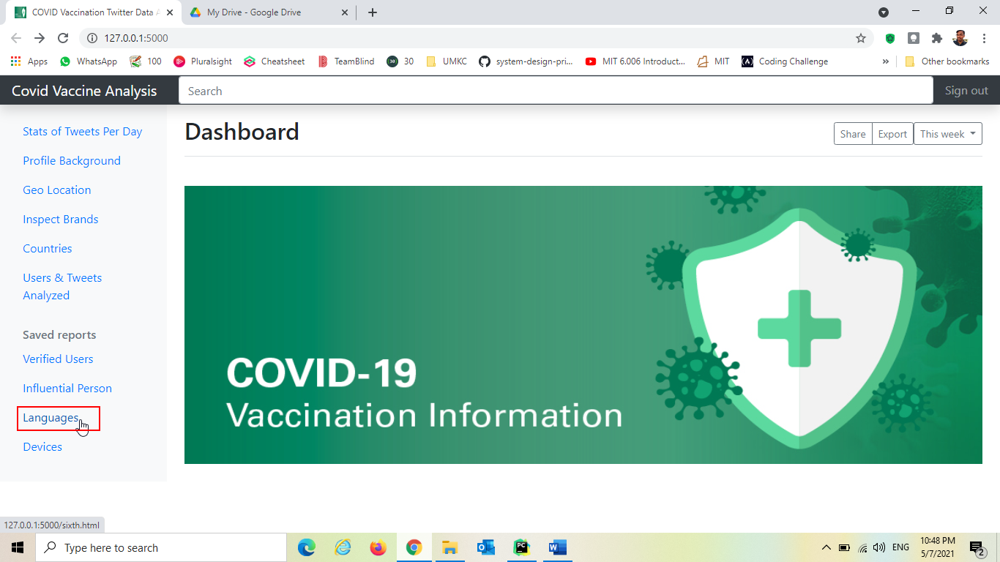 COVID Vaccination Twitter Data
My Drive - Google Drive
127.0.0.1:5000
Apps WhatsApp 100 Pluralsight Cheatsheet TeamBlind 30 30 UMKC system-design-pri... MIT 6.006 Introduct... MIT Coding Challenge » Other bookmarks
Covid Vaccine Analysis Search Sign out
Stats of Tweets Per Day
Profile Background
Geo Location
Inspect Brands
Countries
Users & Tweets
Analyzed
Saved reports
Verified Users
Influential Person
Languages
Devices
Dashboard
Share Export This week
COVID-19
Vaccination Information
127.0.0.1:5000/sixth.html
Type here to search
PC
W
ENG
10:48 PM
5/7/2021
2